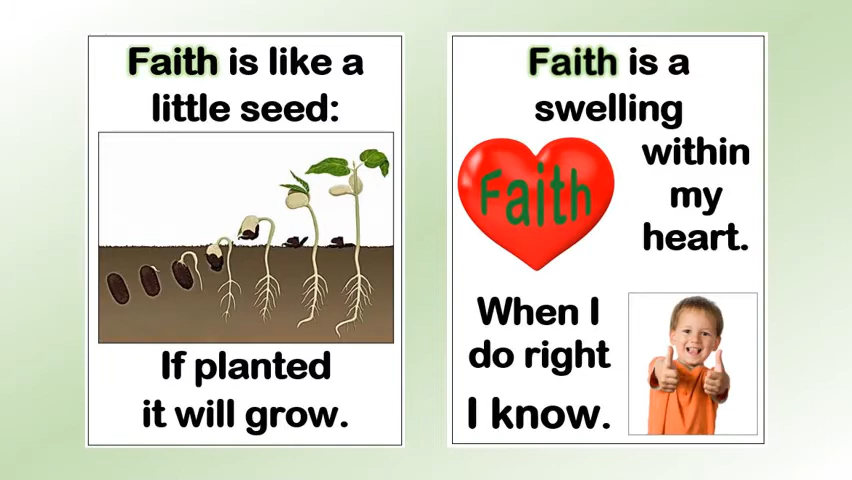 Faith is like a
little seed:
If planted
it will grow.
Faith is a
swelling
within
my
heart.
Faith
When I
do right
I know.